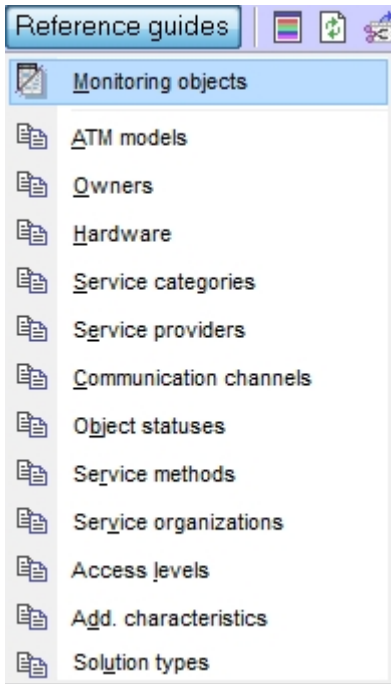 Reference guides
Monitoring objects
ATM models
Owners
Hardware
Service categories
Service providers
Communication channels
Object statuses
Service methods
Service organizations
Access levels
Add. characteristics
Solution types